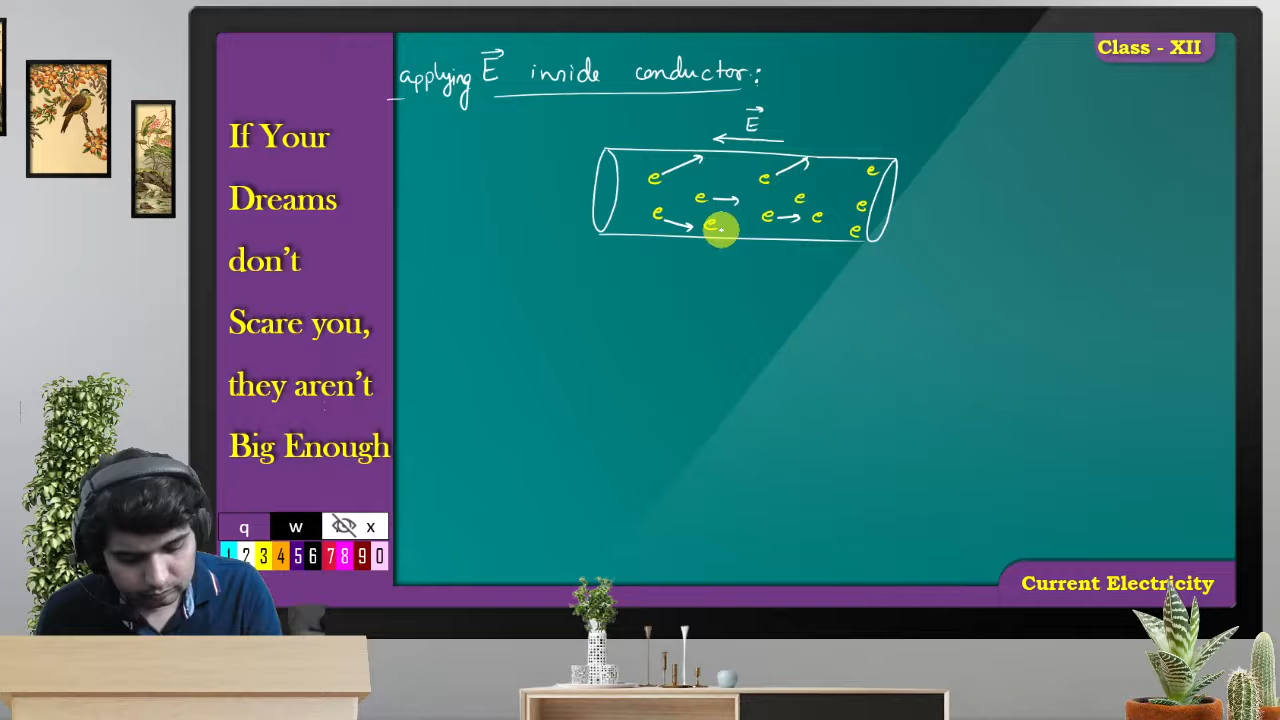 Class - XII
applying E inside conductor:
E
e e e
e e
e e e e
e e
If Your
Dreams
don't
Scare you,
they aren't
Big Enough
q w x
1 2 3 4 5 6 7 8 9 0
Current Electricity